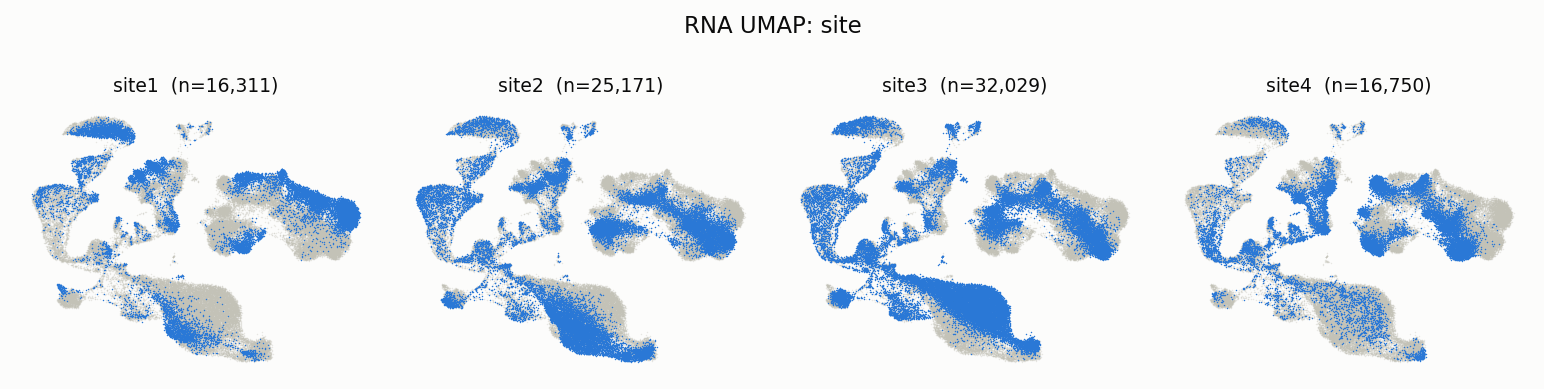 RNA UMAP: site
site1 (n=16,311)
site2 (n=25,171)
site3 (n=32,029)
site4 (n=16,750)